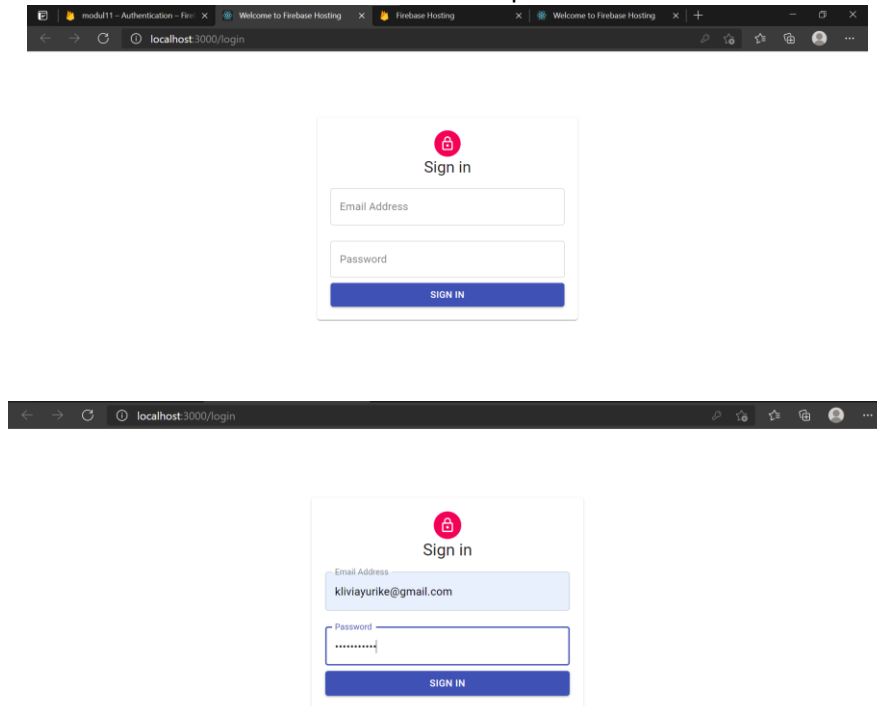 modul11 – Authentication – Fire
Welcome to Firebase Hosting
Firebase Hosting
Welcome to Firebase Hosting
localhost:3000/login
Sign in
Email Address
Password
SIGN IN
localhost:3000/login
Sign in
Email Address
kliviayurike@gmail.com
Password
•••••••••••
SIGN IN